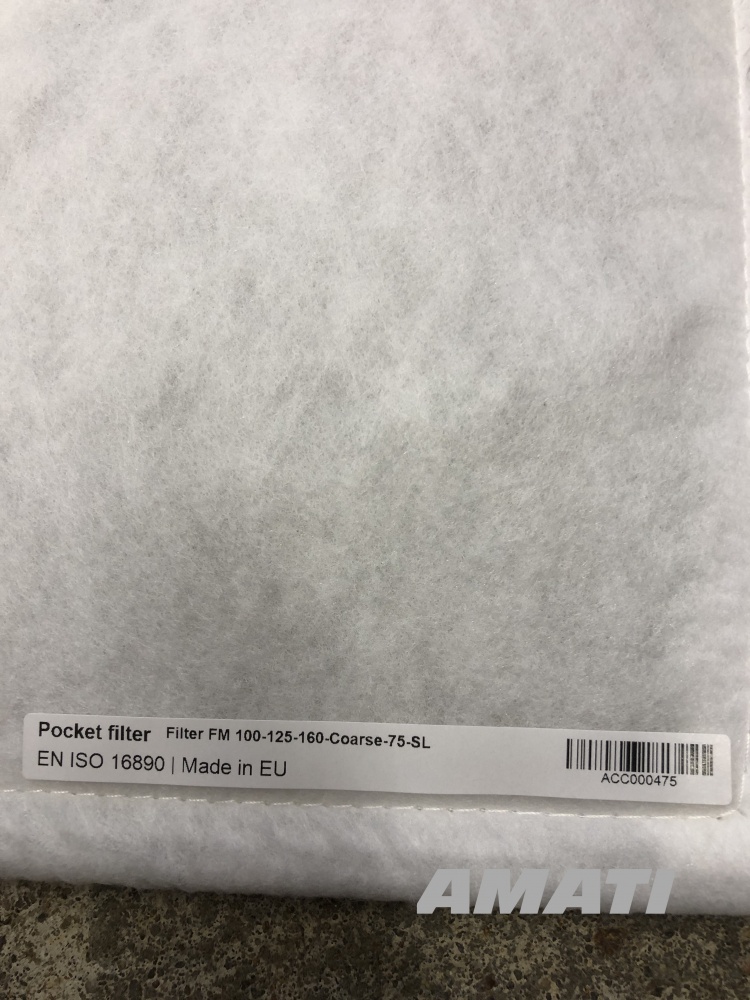 Pocket filter Filter FM 100-125-160-Coarse-75-SL
EN ISO 16890 | Made in EU
ACC000475
AMATI